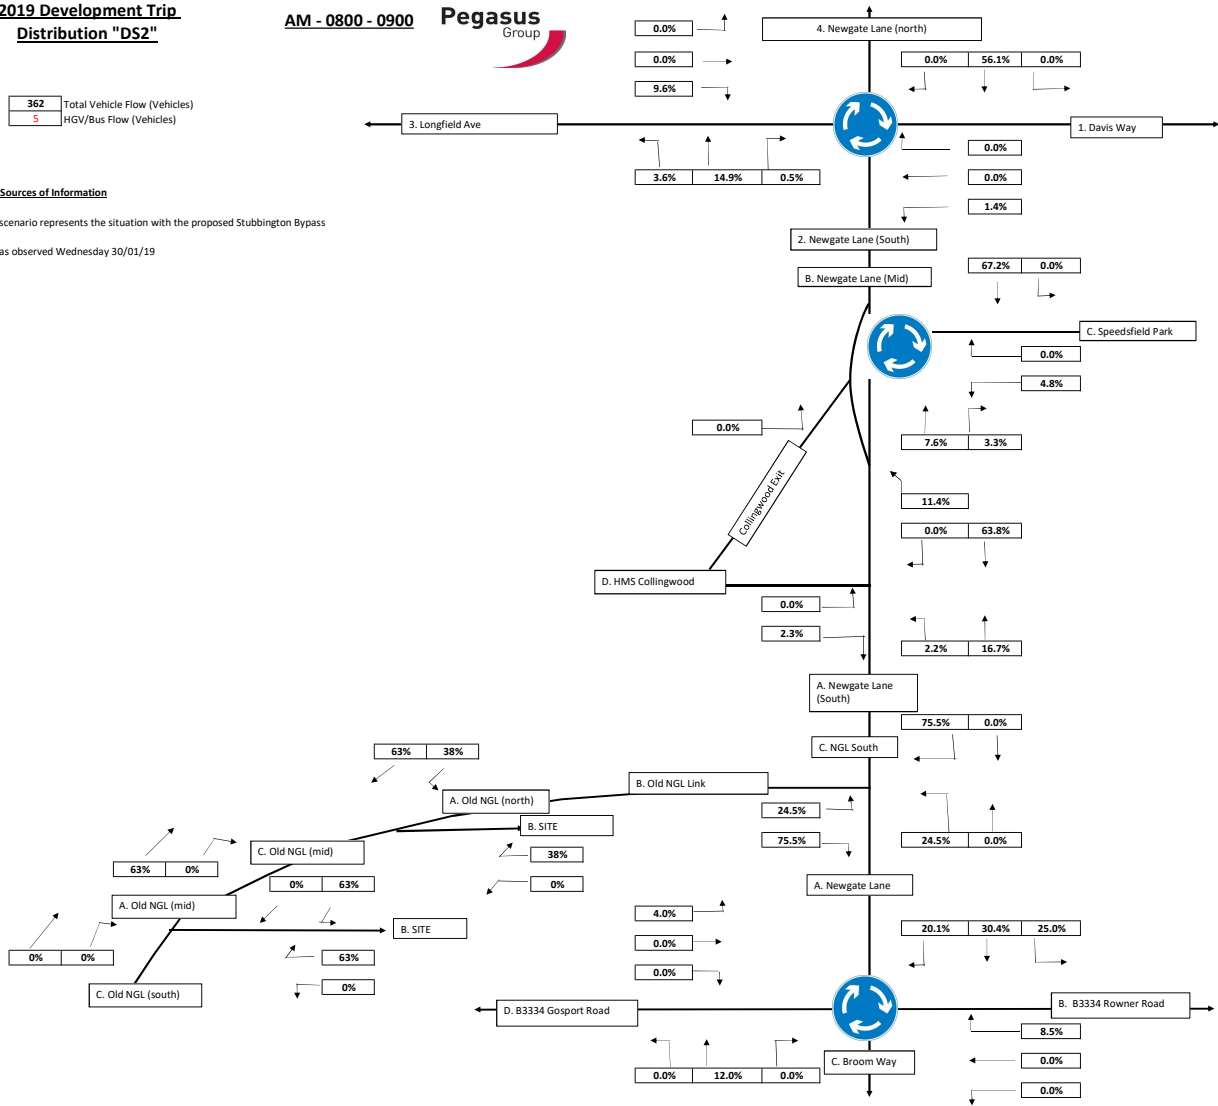 2019 Development Trip
Distribution "DS2"
AM - 0800 - 0900
Pegasus
Group
362 Total Vehicle Flow (Vehicles)
5 HGV/Bus Flow (Vehicles)
Sources of Information
scenario represents the situation with the proposed Stubbington Bypass
as observed Wednesday 30/01/19
0.0%
0.0%
9.6%
4. Newgate Lane (north)
0.0% 56.1% 0.0%
3. Longfield Ave
1. Davis Way
3.6% 14.9% 0.5%
0.0%
0.0%
1.4%
2. Newgate Lane (South)
B. Newgate Lane (Mid)
67.2% 0.0%
C. Speedsfield Park
0.0%
4.8%
0.0%
7.6% 3.3%
Collingwood Exit
11.4%
0.0% 63.8%
D. HMS Collingwood
0.0%
2.3%
2.2% 16.7%
A. Newgate Lane
(South)
75.5% 0.0%
C. NGL South
63% 38%
B. Old NGL Link
A. Old NGL (north)
24.5%
75.5%
24.5% 0.0%
B. SITE
38%
0%
C. Old NGL (mid)
63% 0%
0% 63%
A. Old NGL (mid)
A. Newgate Lane
B. SITE
0% 0%
63%
0%
C. Old NGL (south)
4.0%
0.0%
0.0%
20.1% 30.4% 25.0%
D. B3334 Gosport Road
B. B3334 Rowner Road
C. Broom Way
0.0% 12.0% 0.0%
8.5%
0.0%
0.0%